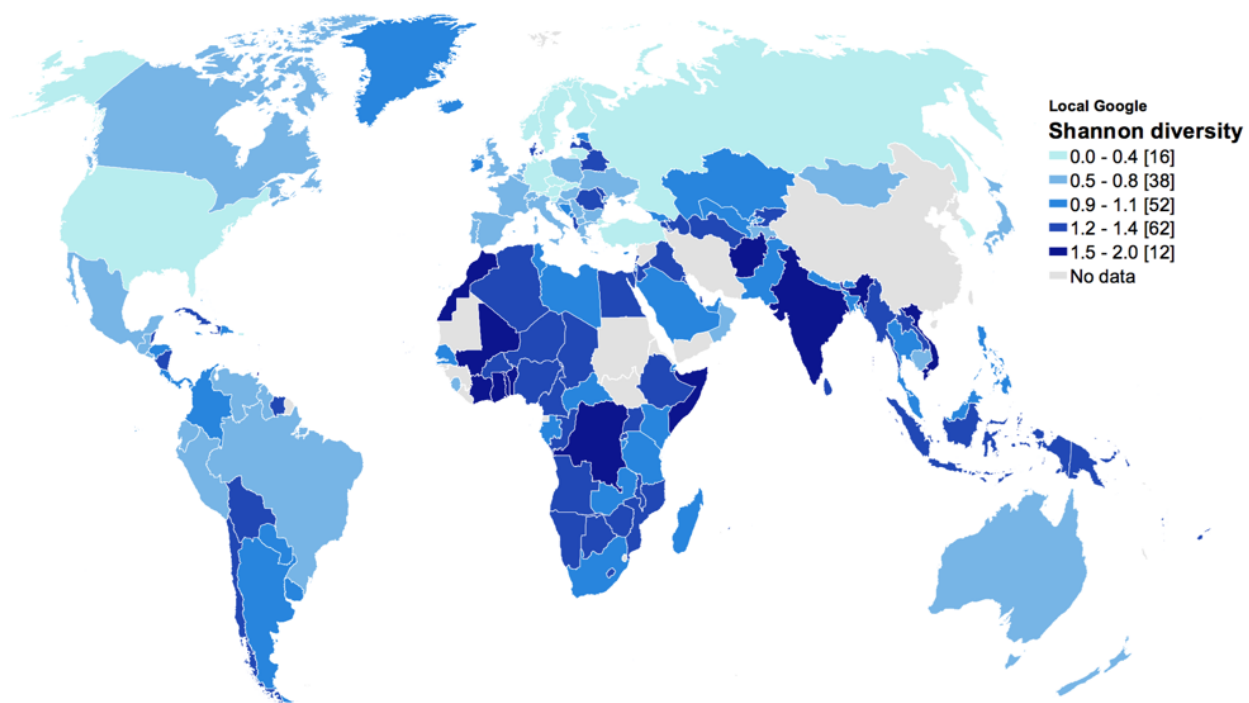 Local Google
Shannon diversity
0.0 - 0.4 [16]
0.5 - 0.8 [38]
0.9 - 1.1 [52]
1.2 - 1.4 [62]
1.5 - 2.0 [12]
No data